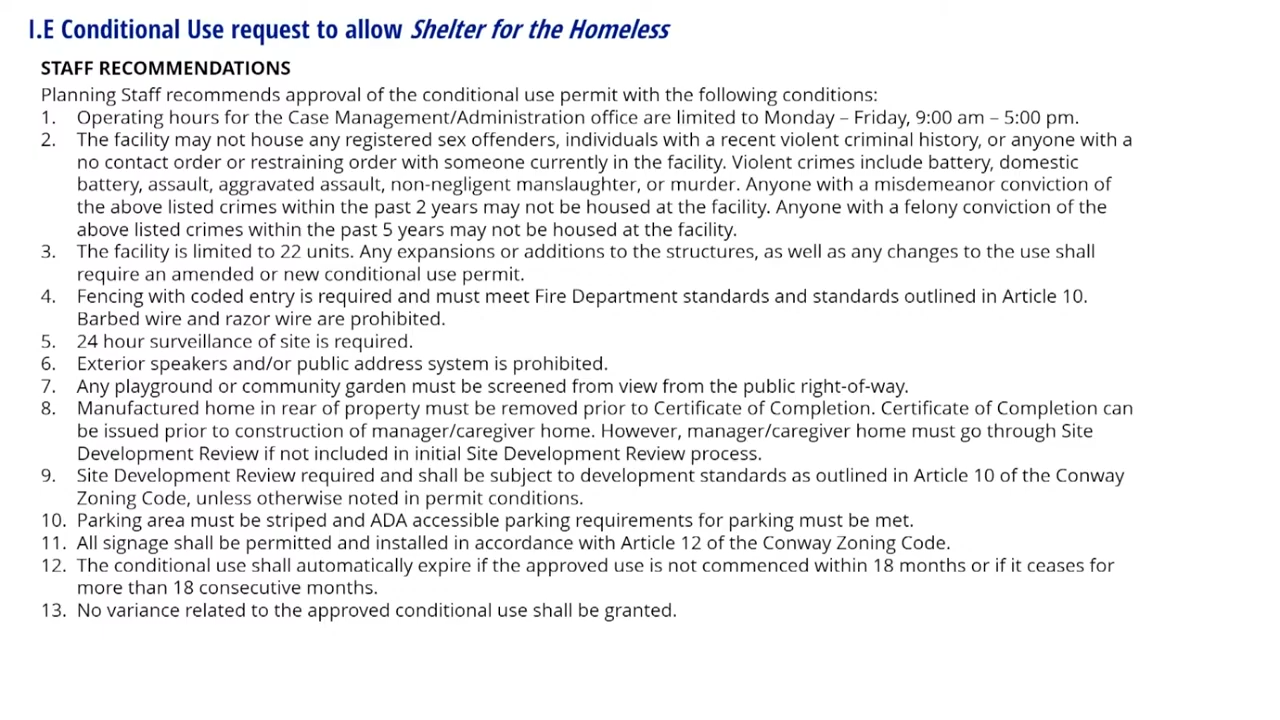 I.E Conditional Use request to allow Shelter for the Homeless
STAFF RECOMMENDATIONS
Planning Staff recommends approval of the conditional use permit with the following conditions:
1. Operating hours for the Case Management/Administration office are limited to Monday – Friday, 9:00 am – 5:00 pm.
2. The facility may not house any registered sex offenders, individuals with a recent violent criminal history, or anyone with a
no contact order or restraining order with someone currently in the facility. Violent crimes include battery, domestic
battery, assault, aggravated assault, non-negligent manslaughter, or murder. Anyone with a misdemeanor conviction of
the above listed crimes within the past 2 years may not be housed at the facility. Anyone with a felony conviction of the
above listed crimes within the past 5 years may not be housed at the facility.
3. The facility is limited to 22 units. Any expansions or additions to the structures, as well as any changes to the use shall
require an amended or new conditional use permit.
4. Fencing with coded entry is required and must meet Fire Department standards and standards outlined in Article 10.
Barbed wire and razor wire are prohibited.
5. 24 hour surveillance of site is required.
6. Exterior speakers and/or public address system is prohibited.
7. Any playground or community garden must be screened from view from the public right-of-way.
8. Manufactured home in rear of property must be removed prior to Certificate of Completion. Certificate of Completion can
be issued prior to construction of manager/caregiver home. However, manager/caregiver home must go through Site
Development Review if not included in initial Site Development Review process.
9. Site Development Review required and shall be subject to development standards as outlined in Article 10 of the Conway
Zoning Code, unless otherwise noted in permit conditions.
10. Parking area must be striped and ADA accessible parking requirements for parking must be met.
11. All signage shall be permitted and installed in accordance with Article 12 of the Conway Zoning Code.
12. The conditional use shall automatically expire if the approved use is not commenced within 18 months or if it ceases for
more than 18 consecutive months.
13. No variance related to the approved conditional use shall be granted.